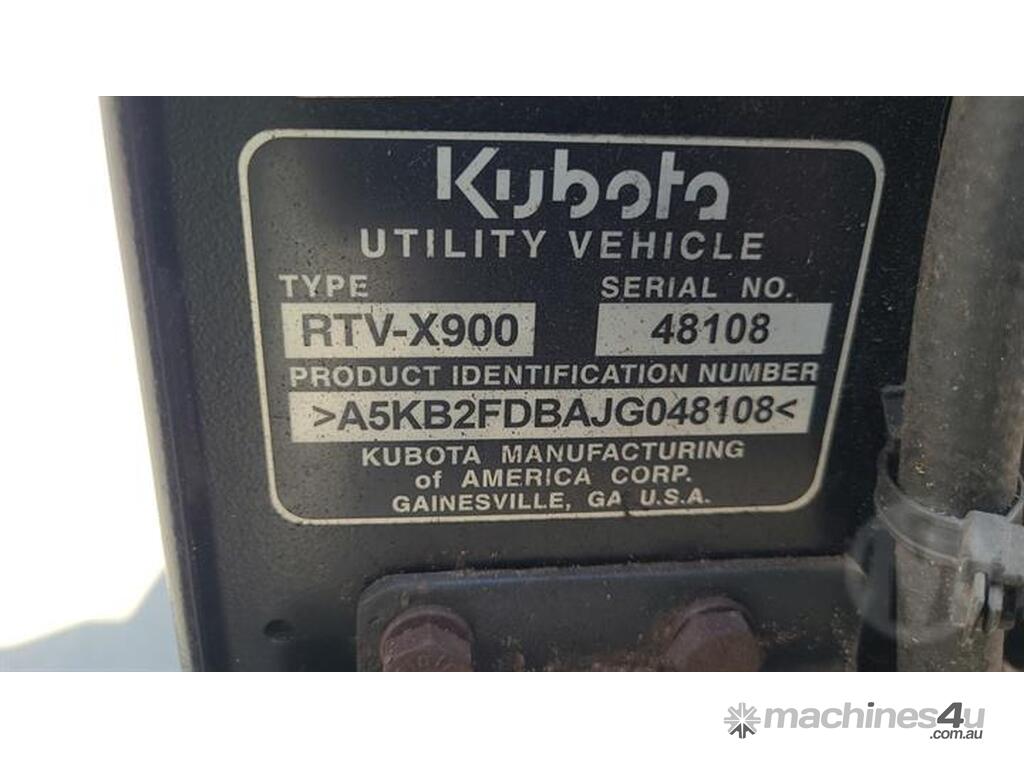 Kubota
UTILITY VEHICLE
TYPE SERIAL NO.
RTV-X900 48108
PRODUCT IDENTIFICATION NUMBER
>A5KB2FDBAJG048108<
KUBOTA MANUFACTURING
of AMERICA CORP.
GAINESVILLE, GA U.S.A.
machines4u
.com.au